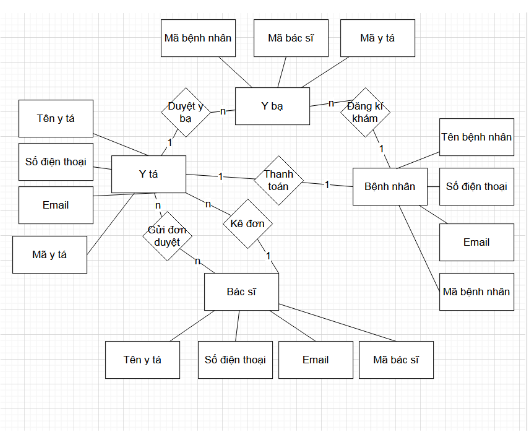 Mã bệnh nhân
Mã bác sĩ
Mã y tá
Duyệt y
bạ
n
Y bạ
n
Đăng kí
khám
Tên y tá
1
1
Tên bệnh nhân
Số điện thoại
Y tá
1
Thanh
toán
1
Bệnh nhân
Số điện thoại
Email
n
n
Kê đơn
Gửi đơn
duyệt
Email
Mã y tá
n
1
Bác sĩ
Mã bệnh nhân
Tên y tá
Số điện thoại
Email
Mã bác sĩ